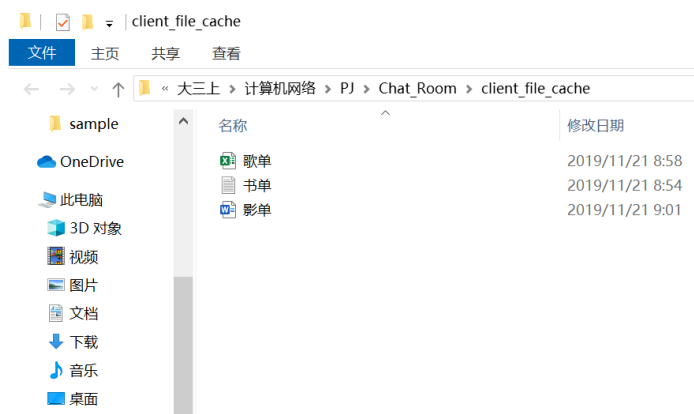 client_file_cache
文件 主页 共享 查看
« 大三上 > 计算机网络 > PJ > Chat_Room > client_file_cache
sample
OneDrive
此电脑
3D 对象
视频
图片
文档
下载
音乐
桌面
名称 修改日期
歌单 2019/11/21 8:58
书单 2019/11/21 8:54
影单 2019/11/21 9:01